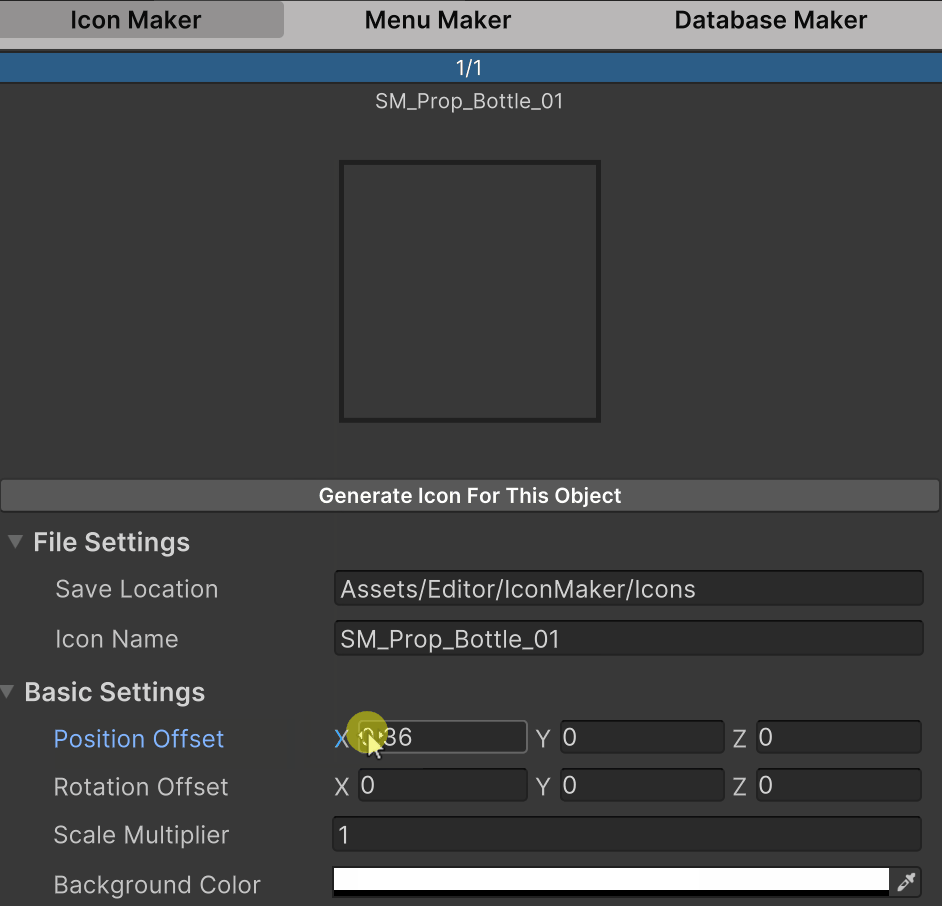 Icon Maker Menu Maker Database Maker
1/1
SM_Prop_Bottle_01
Generate Icon For This Object
File Settings
Save Location Assets/Editor/IconMaker/Icons
Icon Name SM_Prop_Bottle_01
Basic Settings
Position Offset X 0.36 Y 0 Z 0
Rotation Offset X 0 Y 0 Z 0
Scale Multiplier 1
Background Color